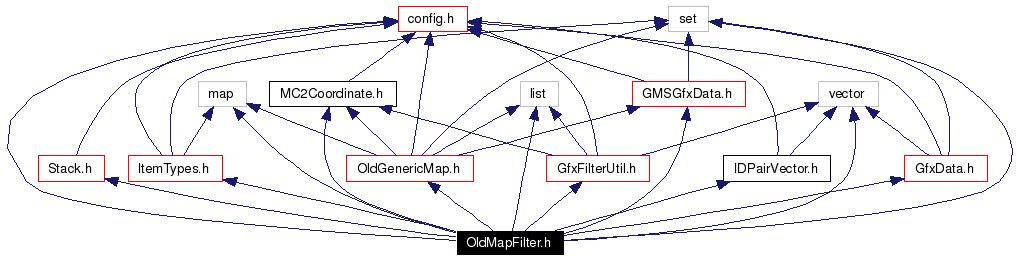 config.h
set
map
MC2Coordinate.h
list
GMSGfxData.h
vector
Stack.h
ItemTypes.h
OldGenericMap.h
GfxFilterUtil.h
IDPairVector.h
GfxData.h
OldMapFilter.h